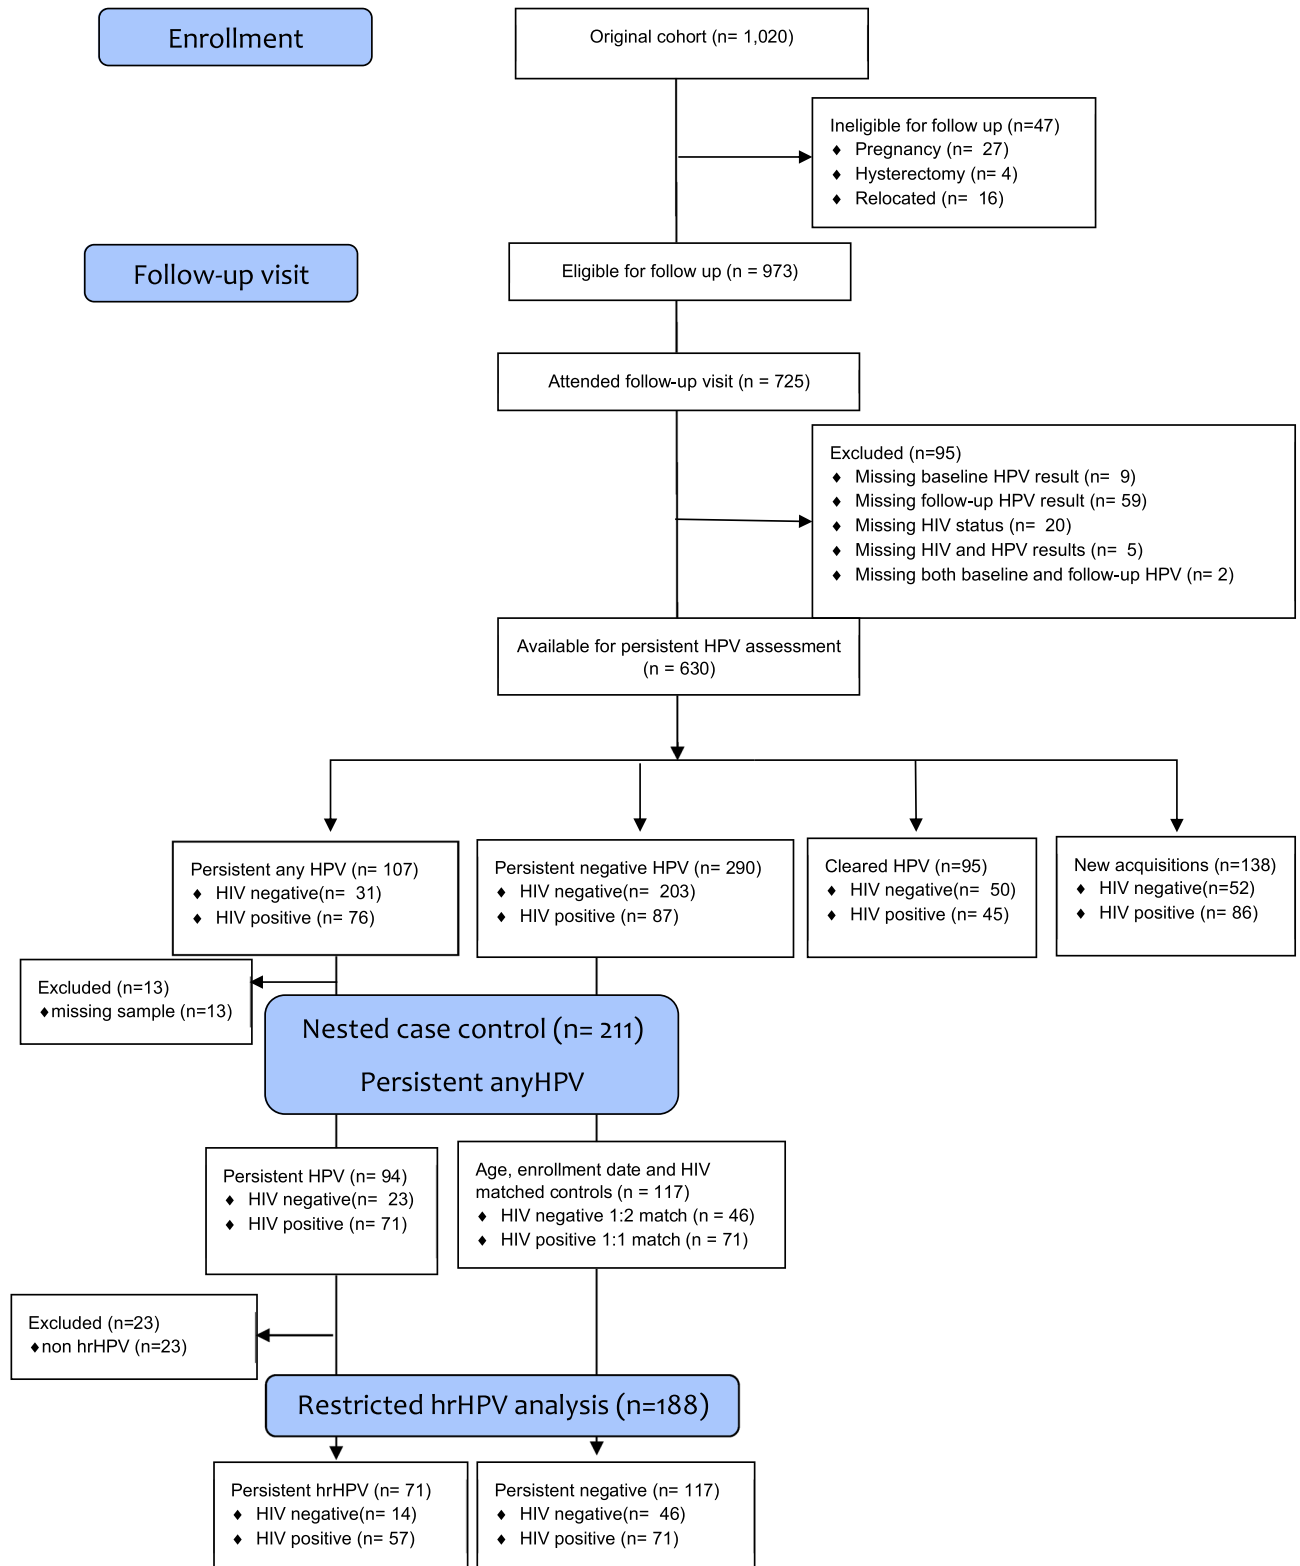 Enrollment
Original cohort (n= 1,020)
Ineligible for follow up (n=47)
♦ Pregnancy (n= 27)
♦ Hysterectomy (n= 4)
♦ Relocated (n= 16)
Follow-up visit
Eligible for follow up (n = 973)
Attended follow-up visit (n = 725)
Excluded (n=95)
♦ Missing baseline HPV result (n= 9)
♦ Missing follow-up HPV result (n= 59)
♦ Missing HIV status (n= 20)
♦ Missing HIV and HPV results (n= 5)
♦ Missing both baseline and follow-up HPV (n= 2)
Available for persistent HPV assessment
(n = 630)
Persistent any HPV (n= 107)
♦ HIV negative(n= 31)
♦ HIV positive (n= 76)
Persistent negative HPV (n= 290)
♦ HIV negative(n= 203)
♦ HIV positive (n= 87)
Cleared HPV (n=95)
♦ HIV negative(n= 50)
♦ HIV positive (n= 45)
New acquisitions (n=138)
♦ HIV negative(n=52)
♦ HIV positive (n= 86)
Excluded (n=13)
♦missing sample (n=13)
Nested case control (n= 211)
Persistent anyHPV
Persistent HPV (n= 94)
♦ HIV negative(n= 23)
♦ HIV positive (n= 71)
Age, enrollment date and HIV
matched controls (n = 117)
♦ HIV negative 1:2 match (n = 46)
♦ HIV positive 1:1 match (n = 71)
Excluded (n=23)
♦non hrHPV (n=23)
Restricted hrHPV analysis (n=188)
Persistent hrHPV (n= 71)
♦ HIV negative(n= 14)
♦ HIV positive (n= 57)
Persistent negative (n= 117)
♦ HIV negative(n= 46)
♦ HIV positive (n= 71)